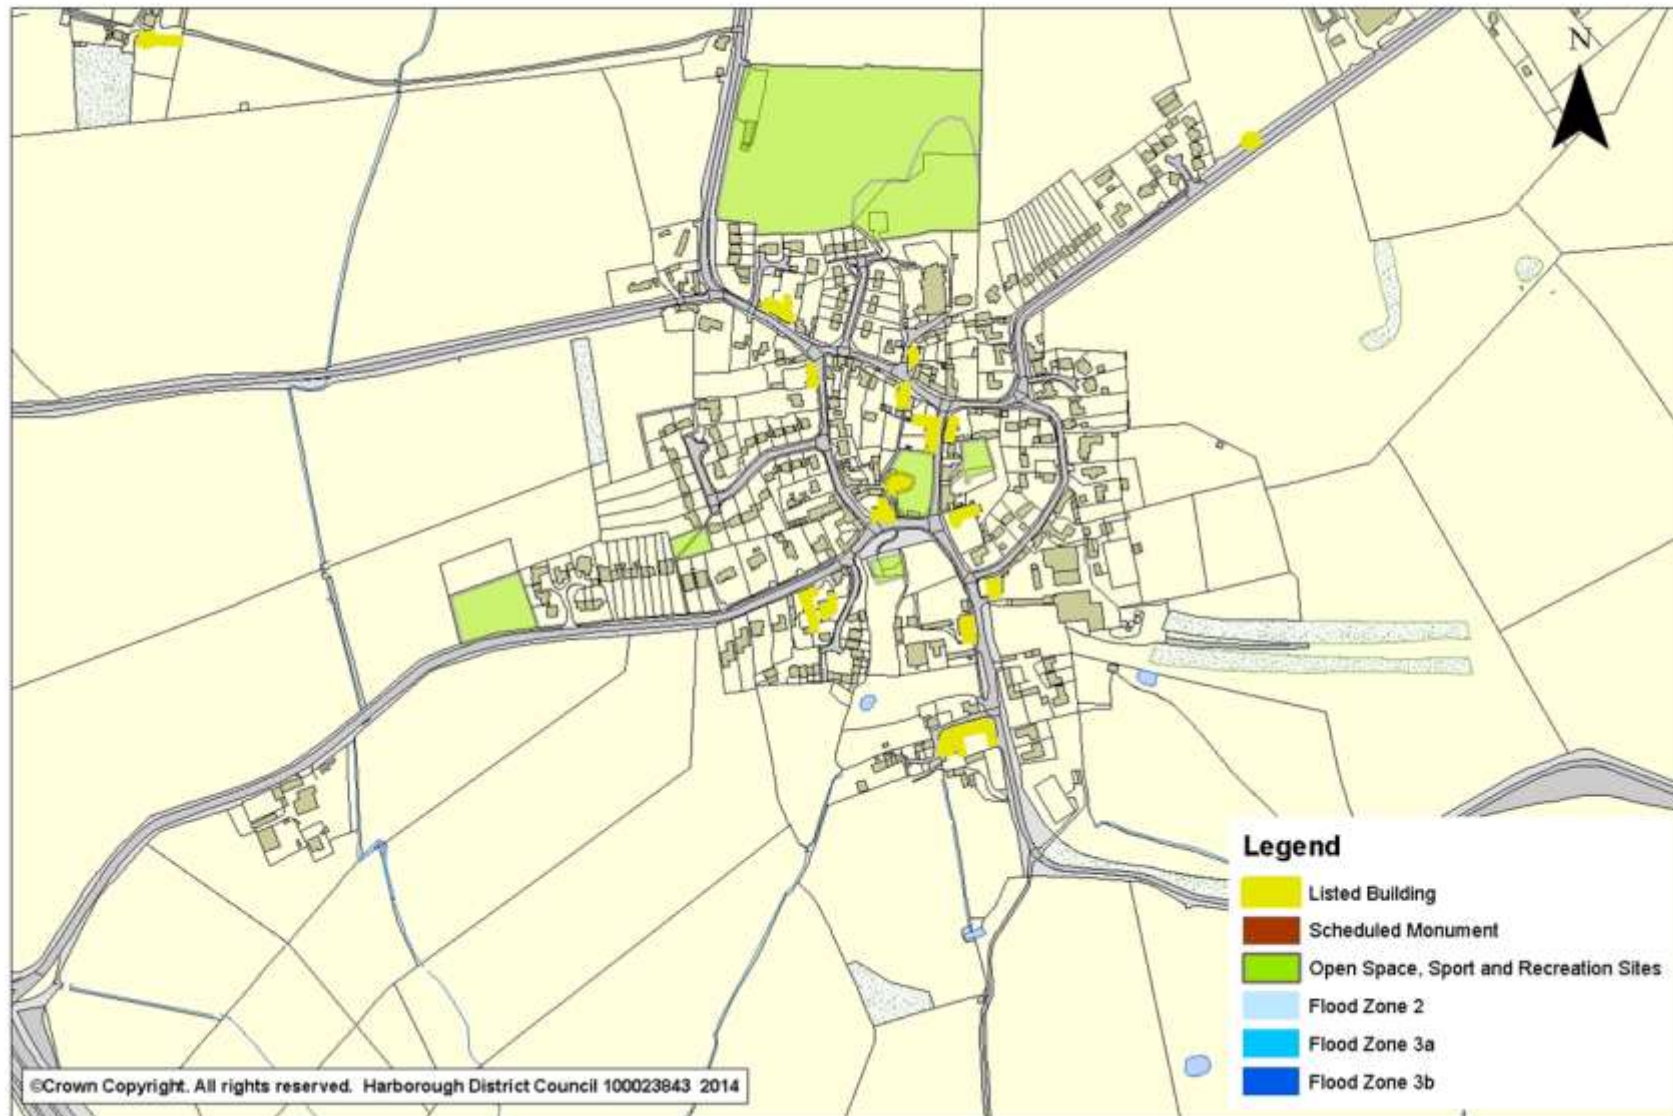 N
Legend
Listed Building
Scheduled Monument
Open Space, Sport and Recreation Sites
Flood Zone 2
Flood Zone 3a
Flood Zone 3b
©Crown Copyright. All rights reserved. Harborough District Council 100023843 2014